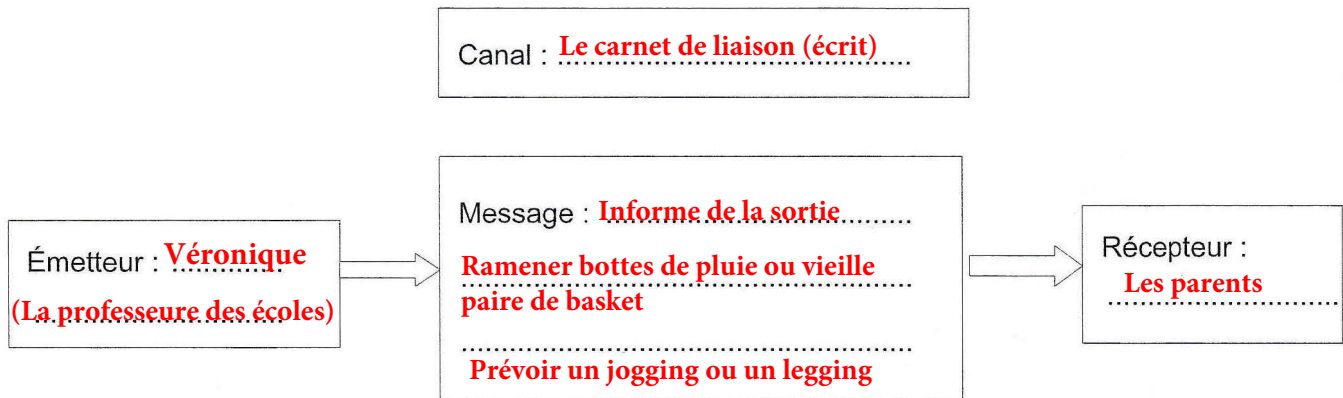 Canal : Le carnet de liaison (écrit)
Émetteur : Véronique
(La professeure des écoles)
Message : Informe de la sortie
Ramener bottes de pluie ou vieille
paire de basket
Prévoir un jogging ou un legging
Récepteur :
Les parents